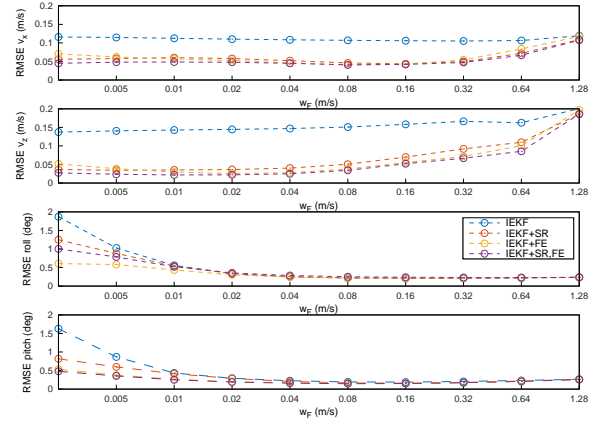 RMSE v_x (m/s)
0.2
0.15
0.1
0.05
0
0.005 0.01 0.02 0.04 0.08 0.16 0.32 0.64 1.28
w_F (m/s)
RMSE v_z (m/s)
0.2
0.15
0.1
0.05
0
0.005 0.01 0.02 0.04 0.08 0.16 0.32 0.64 1.28
w_F (m/s)
RMSE roll (deg)
2
1.5
1
0.5
0
IEKF
IEKF+SR
IEKF+FE
IEKF+SR,FE
0.005 0.01 0.02 0.04 0.08 0.16 0.32 0.64 1.28
w_F (m/s)
RMSE pitch (deg)
2
1.5
1
0.5
0
0.005 0.01 0.02 0.04 0.08 0.16 0.32 0.64 1.28
w_F (m/s)